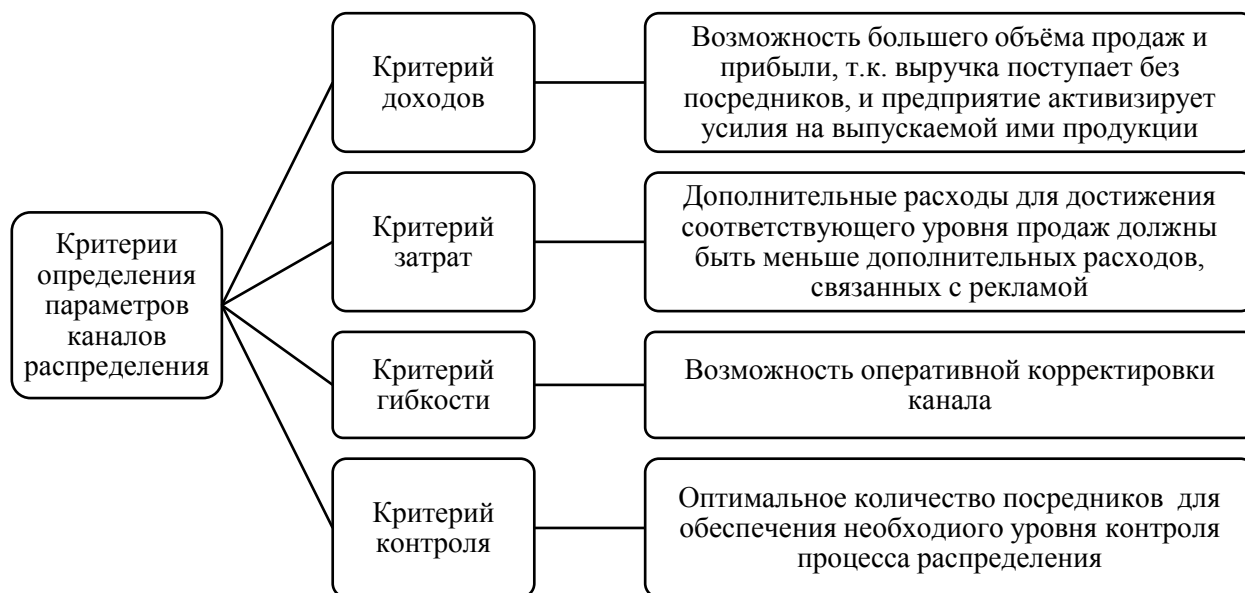 Критерии
определения
параметров
каналов
распределения
Критерий
доходов
Возможность большего объёма продаж и
прибыли, т.к. выручка поступает без
посредников, и предприятие активизирует
усилия на выпускаемой ими продукции
Критерий
затрат
Дополнительные расходы для достижения
соответствующего уровня продаж должны
быть меньше дополнительных расходов,
связанных с рекламой
Критерий
гибкости
Возможность оперативной корректировки
канала
Критерий
контроля
Оптимальное количество посредников для
обеспечения необходиого уровня контроля
процесса распределения